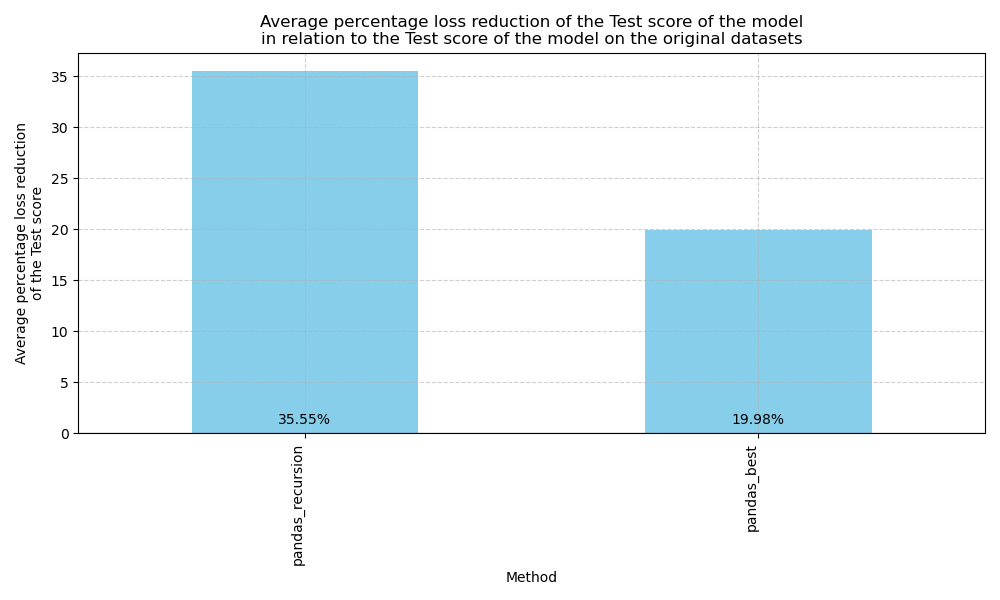 Average percentage loss reduction of the Test score of the model
in relation to the Test score of the model on the original datasets
Average percentage loss reduction
of the Test score
35
30
25
20
15
10
5
0
35.55%
19.98%
pandas_recursion
pandas_best
Method